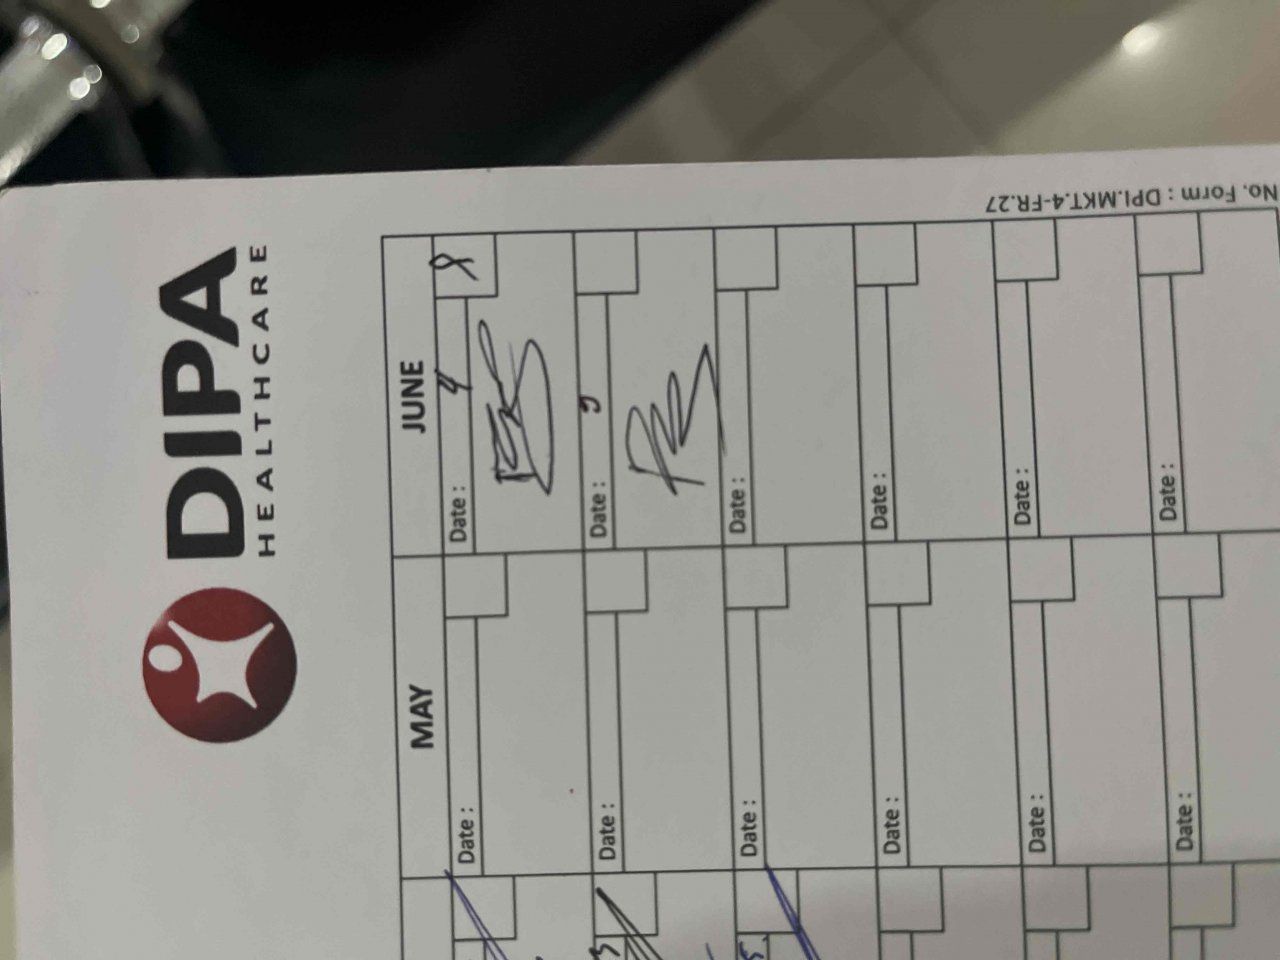 DIPA
HEALTHCARE
No. Form : DPI.MKT.4-FR.27
MAY
JUNE
Date :
Date : 4
Date :
Date : 9
Date :
Date :
Date :
Date :
Date :
Date :
Date :
Date :